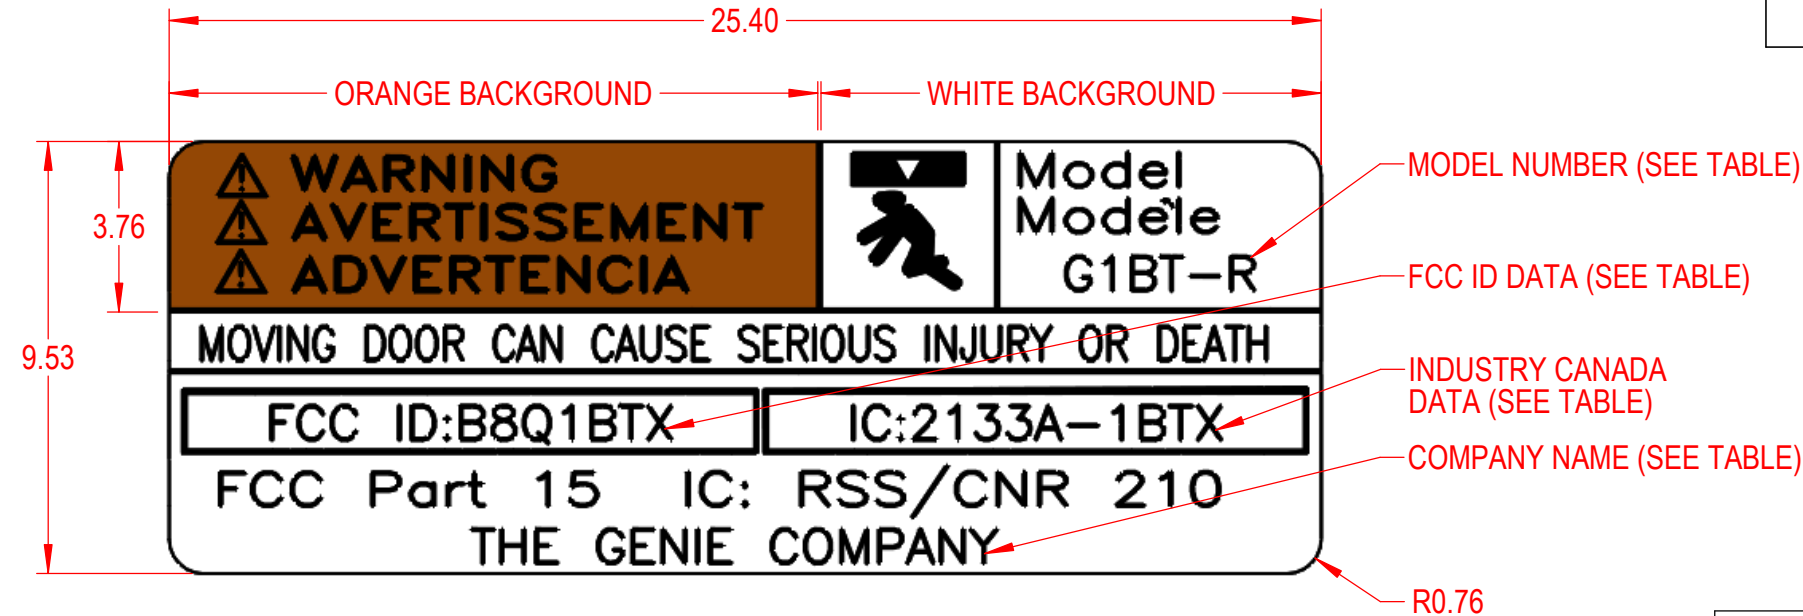 25.40
ORANGE BACKGROUND
WHITE BACKGROUND
WARNING
AVERTISSEMENT
ADVERTENCIA
Model
Modèle
G1BT-R
MODEL NUMBER (SEE TABLE)
3.76
FCC ID DATA (SEE TABLE)
9.53
MOVING DOOR CAN CAUSE SERIOUS INJURY OR DEATH
INDUSTRY CANADA
DATA (SEE TABLE)
FCC ID:B8Q1BTX
IC:2133A-1BTX
COMPANY NAME (SEE TABLE)
FCC Part 15 IC: RSS/CNR 210
THE GENIE COMPANY
R0.76